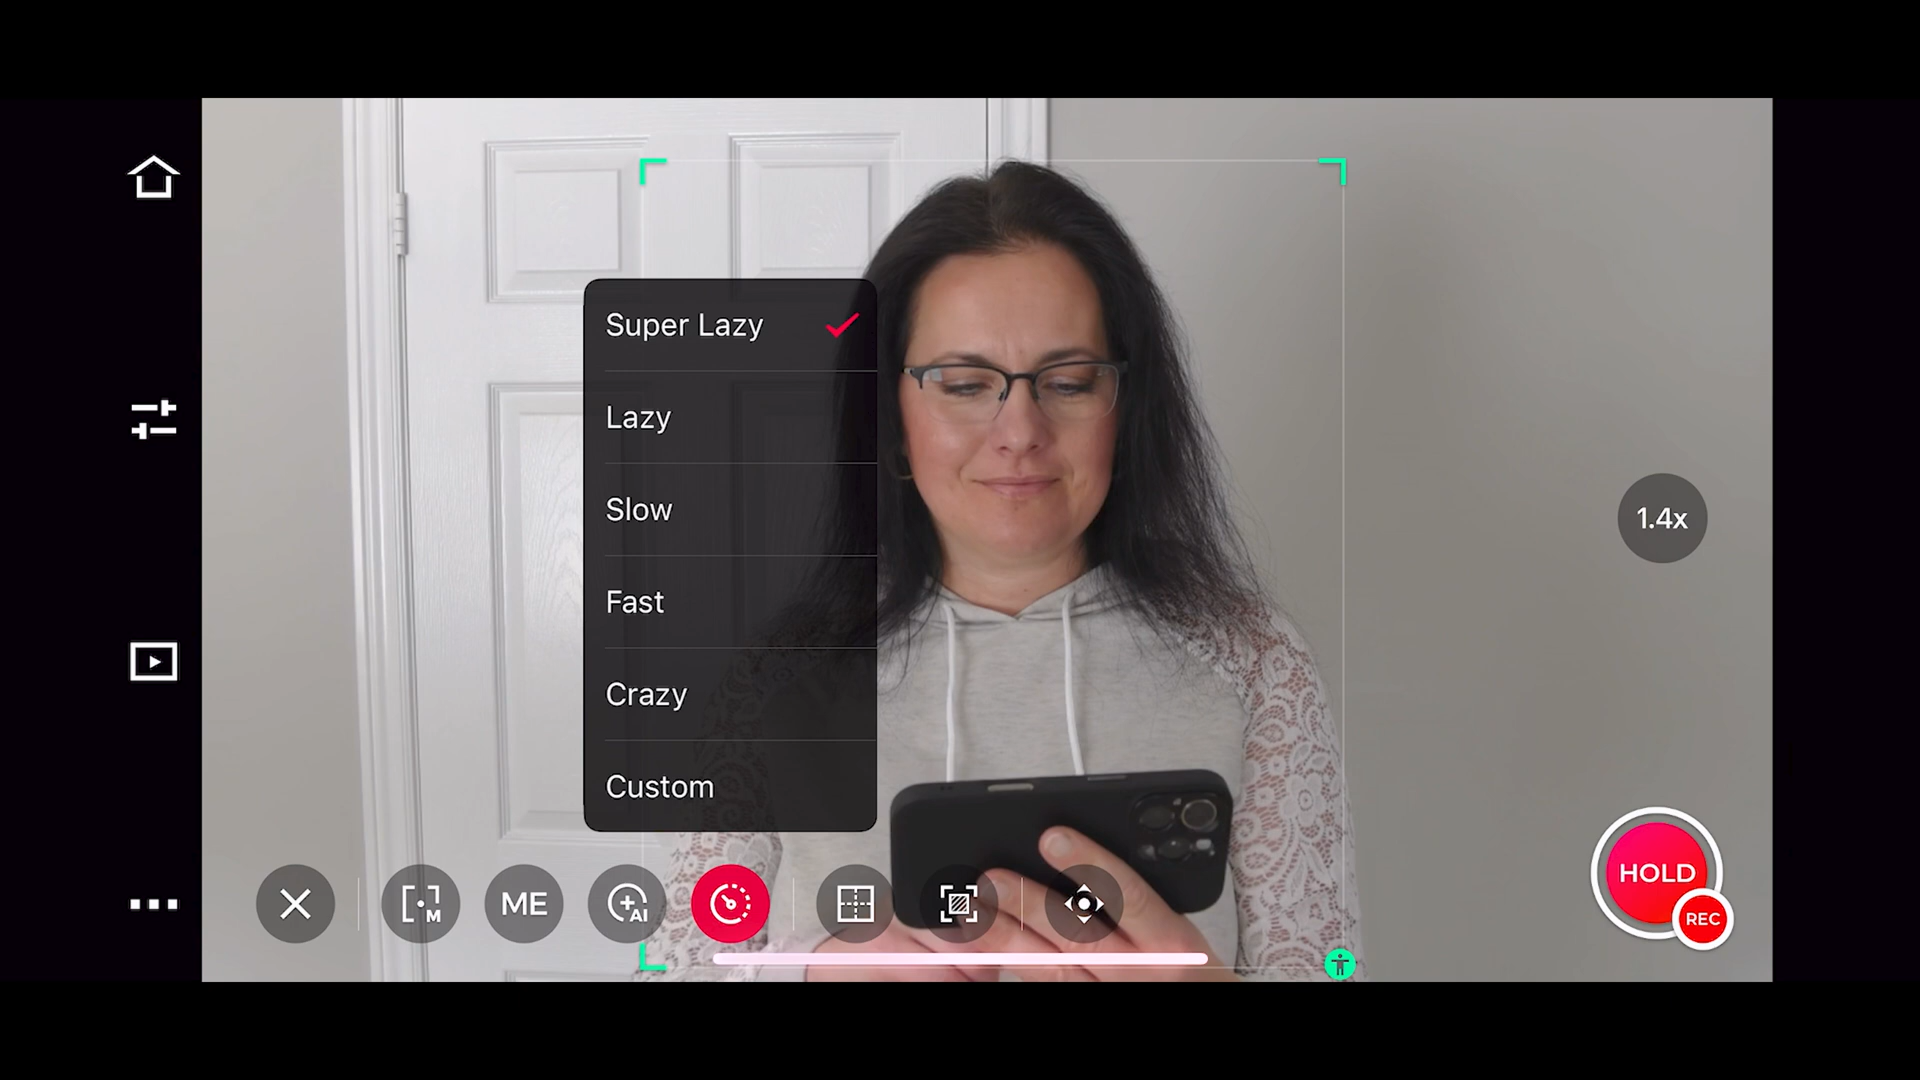 Super Lazy
Lazy
Slow
Fast
Crazy
Custom
1.4x
HOLD
REC
M
ME
AI